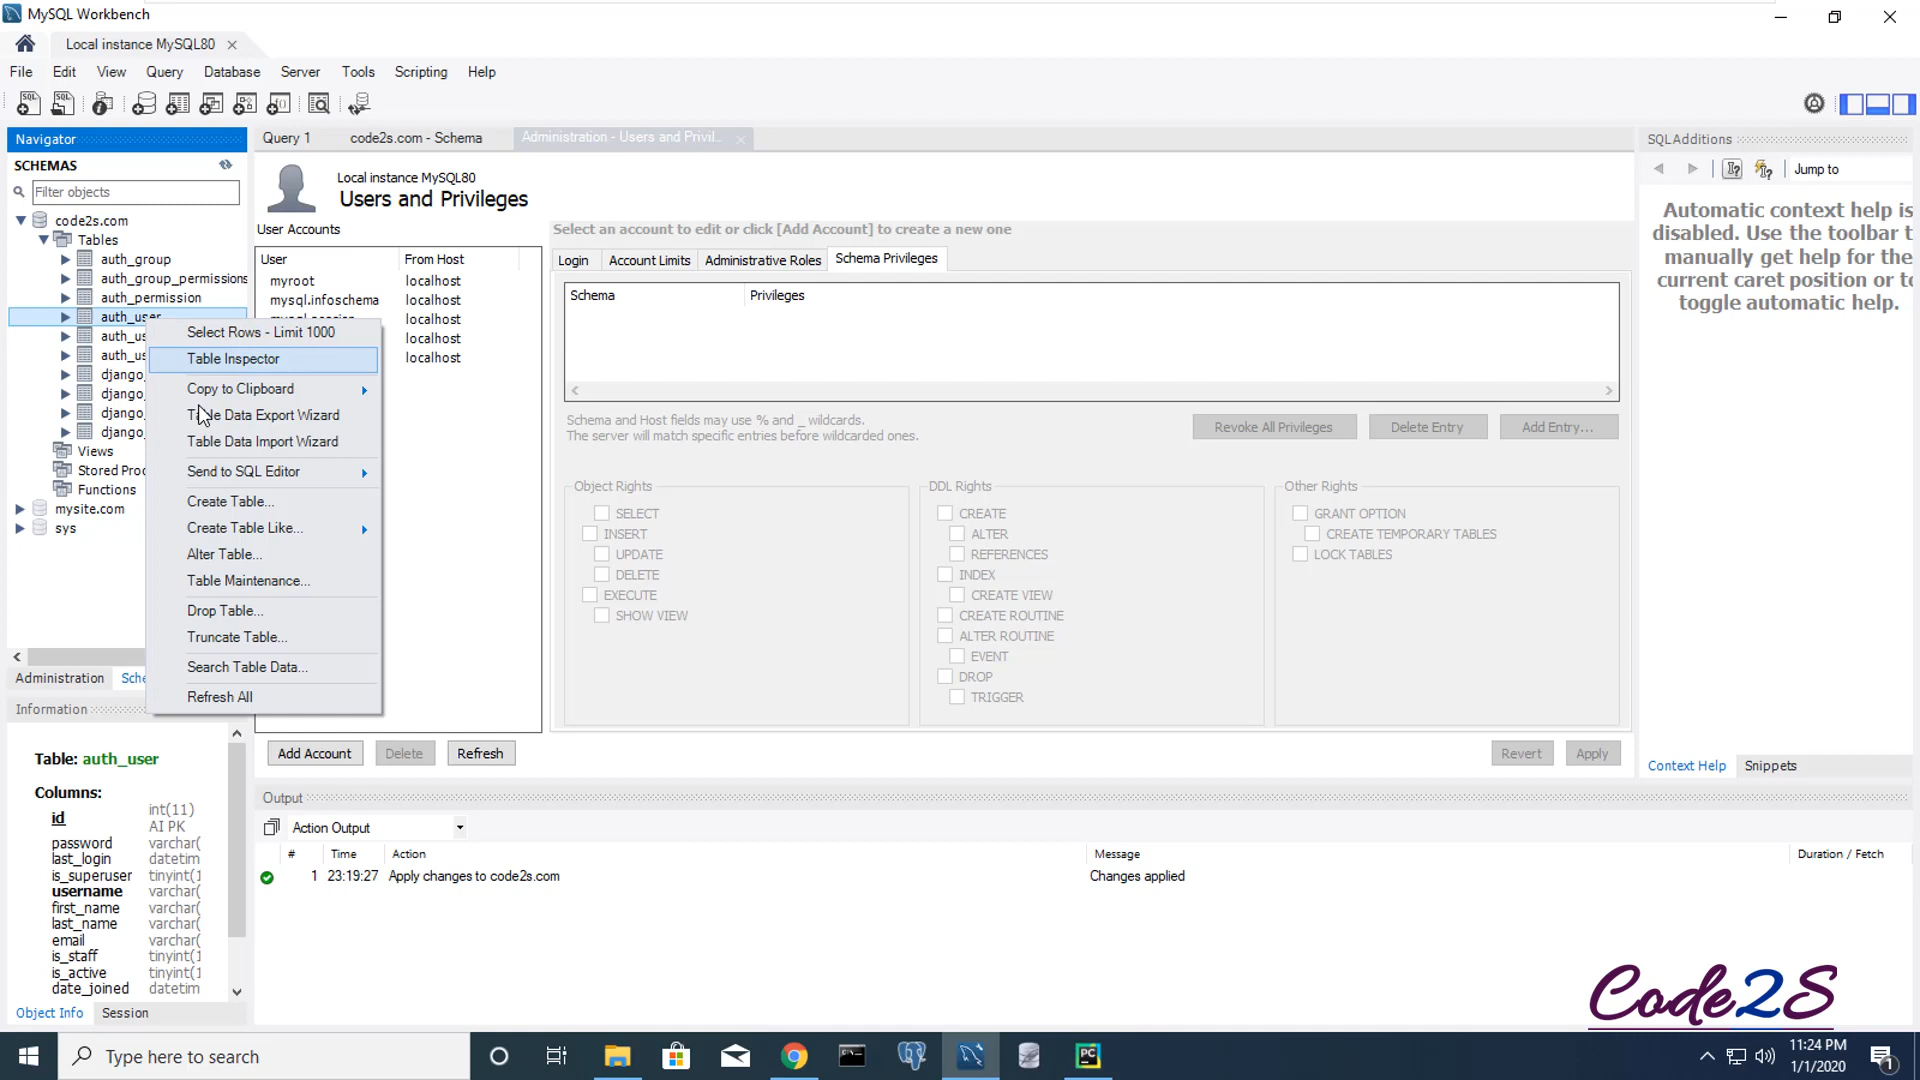 MySQL Workbench
Local instance MySQL80
File Edit View Query Database Server Tools Scripting Help
Navigator
SCHEMAS
Filter objects
code2s.com
Tables
auth_group
auth_group_permissions
auth_permission
auth_user
django_
django_
django_
django_
Views
Functions
mysite.com
sys
Select Rows - Limit 1000
Table Inspector
Copy to Clipboard
Table Data Export Wizard
Table Data Import Wizard
Send to SQL Editor
Create Table...
Create Table Like...
Alter Table...
Table Maintenance...
Drop Table...
Truncate Table...
Search Table Data...
Refresh All
Administration
Information
Table: auth_user
Columns:
id int(11)
AI PK
password varchar(
last_login datetim
is_superuser tinyint(1
username varchar(
first_name varchar(
last_name varchar(
email varchar(
is_staff tinyint(1
is_active tinyint(1
date_joined datetim
Object Info Session
Query 1 code2s.com - Schema Administration - Users and Privil...
Local instance MySQL80
Users and Privileges
User Accounts
User From Host
myroot localhost
mysql.infoschema localhost
mysql.session localhost
localhost
localhost
Add Account Delete Refresh
Select an account to edit or click [Add Account] to create a new one
Login Account Limits Administrative Roles Schema Privileges
Schema Privileges
Schema and Host fields may use % and _ wildcards.
The server will match specific entries before wildcarded ones.
Revoke All Privileges Delete Entry Add Entry...
Object Rights
SELECT
INSERT
UPDATE
DELETE
EXECUTE
SHOW VIEW
DDL Rights
CREATE
ALTER
REFERENCES
INDEX
CREATE VIEW
CREATE ROUTINE
ALTER ROUTINE
EVENT
DROP
TRIGGER
Other Rights
GRANT OPTION
CREATE TEMPORARY TABLES
LOCK TABLES
Revert Apply
Output
Action Output
# Time Action Message Duration / Fetch
1 23:19:27 Apply changes to code2s.com Changes applied
SQLAdditions
Jump to
Automatic context help is
disabled. Use the toolbar t
manually get help for the
current caret position or to
toggle automatic help.
Context Help Snippets
Code2S
Type here to search
11:24 PM
1/1/2020
1